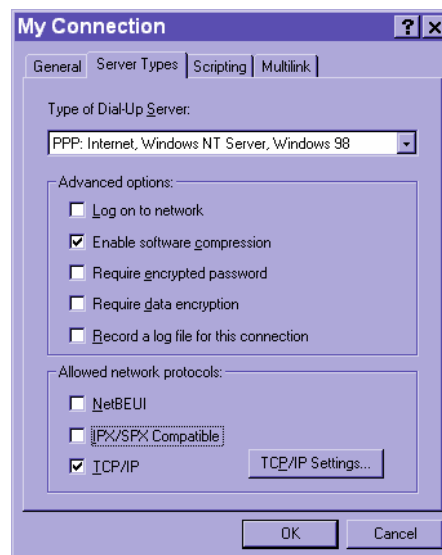 My Connection
General Server Types Scripting Multilink
Type of Dial-Up Server:
PPP: Internet, Windows NT Server, Windows 98
Advanced options:
Log on to network
Enable software compression
Require encrypted password
Require data encryption
Record a log file for this connection
Allowed network protocols:
NetBEUI
IPX/SPX Compatible
TCP/IP TCP/IP Settings...
OK Cancel